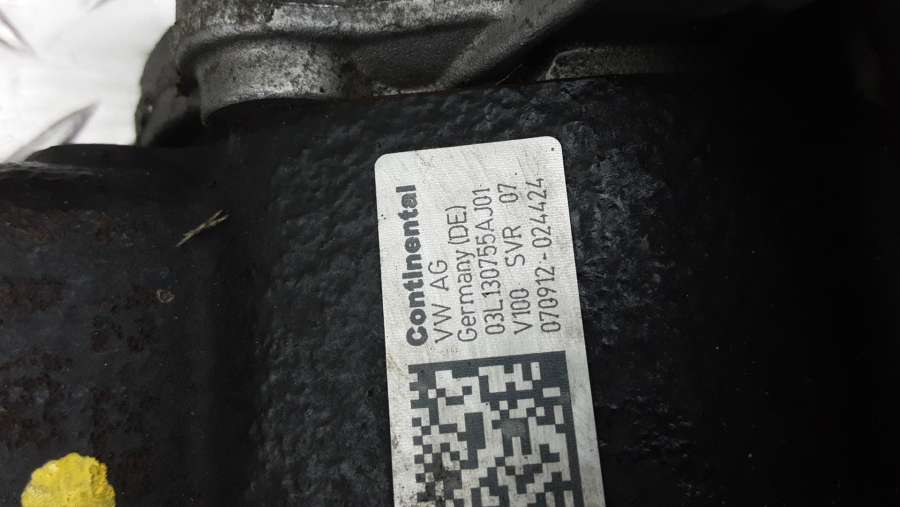 Continental
VW AG
Germany (DE)
03L130755AJ01
V100 SVR 07
070912-024424